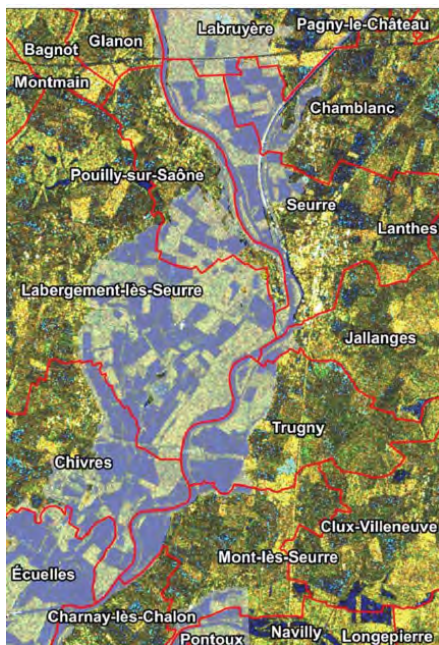 Labruyère
Pagny-le-Château
Glanon
Bagnot
Montmain
Chamblanc
Pouilly-sur-Saône
Seurre
Lanthes
Labergement-lès-Seurre
Jallanges
Trugny
Chivres
Clux-Villeneuve
Mont-lès-Seurre
Écuelles
Charnay-lès-Chalon
Pontoux
Navilly
Longepierre